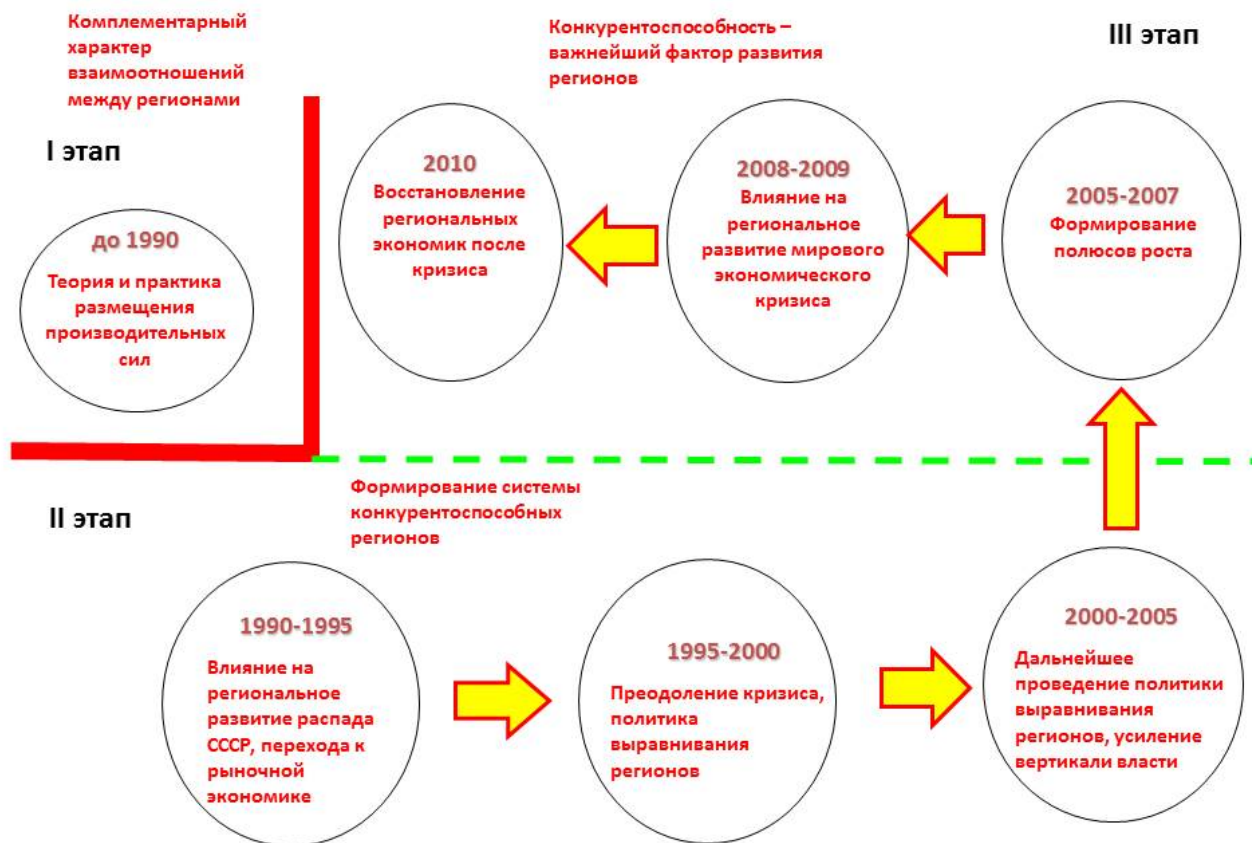 Комплементарный
характер
взаимоотношений
между регионами
I этап
до 1990
Теория и практика
размещения
производительных
сил
Конкурентоспособность –
важнейший фактор развития
регионов
III этап
2010
Восстановление
региональных
экономик после
кризиса
2008-2009
Влияние на
региональное
развитие мирового
экономического
кризиса
2005-2007
Формирование
полюсов роста
II этап
Формирование системы
конкурентоспособных
регионов
1990-1995
Влияние на
региональное
развитие распада
СССР, перехода к
рыночной
экономике
1995-2000
Преодоление кризиса,
политика
выравнивания
регионов
2000-2005
Дальнейшее
проведение политики
выравнивания
регионов, усиление
вертикали власти